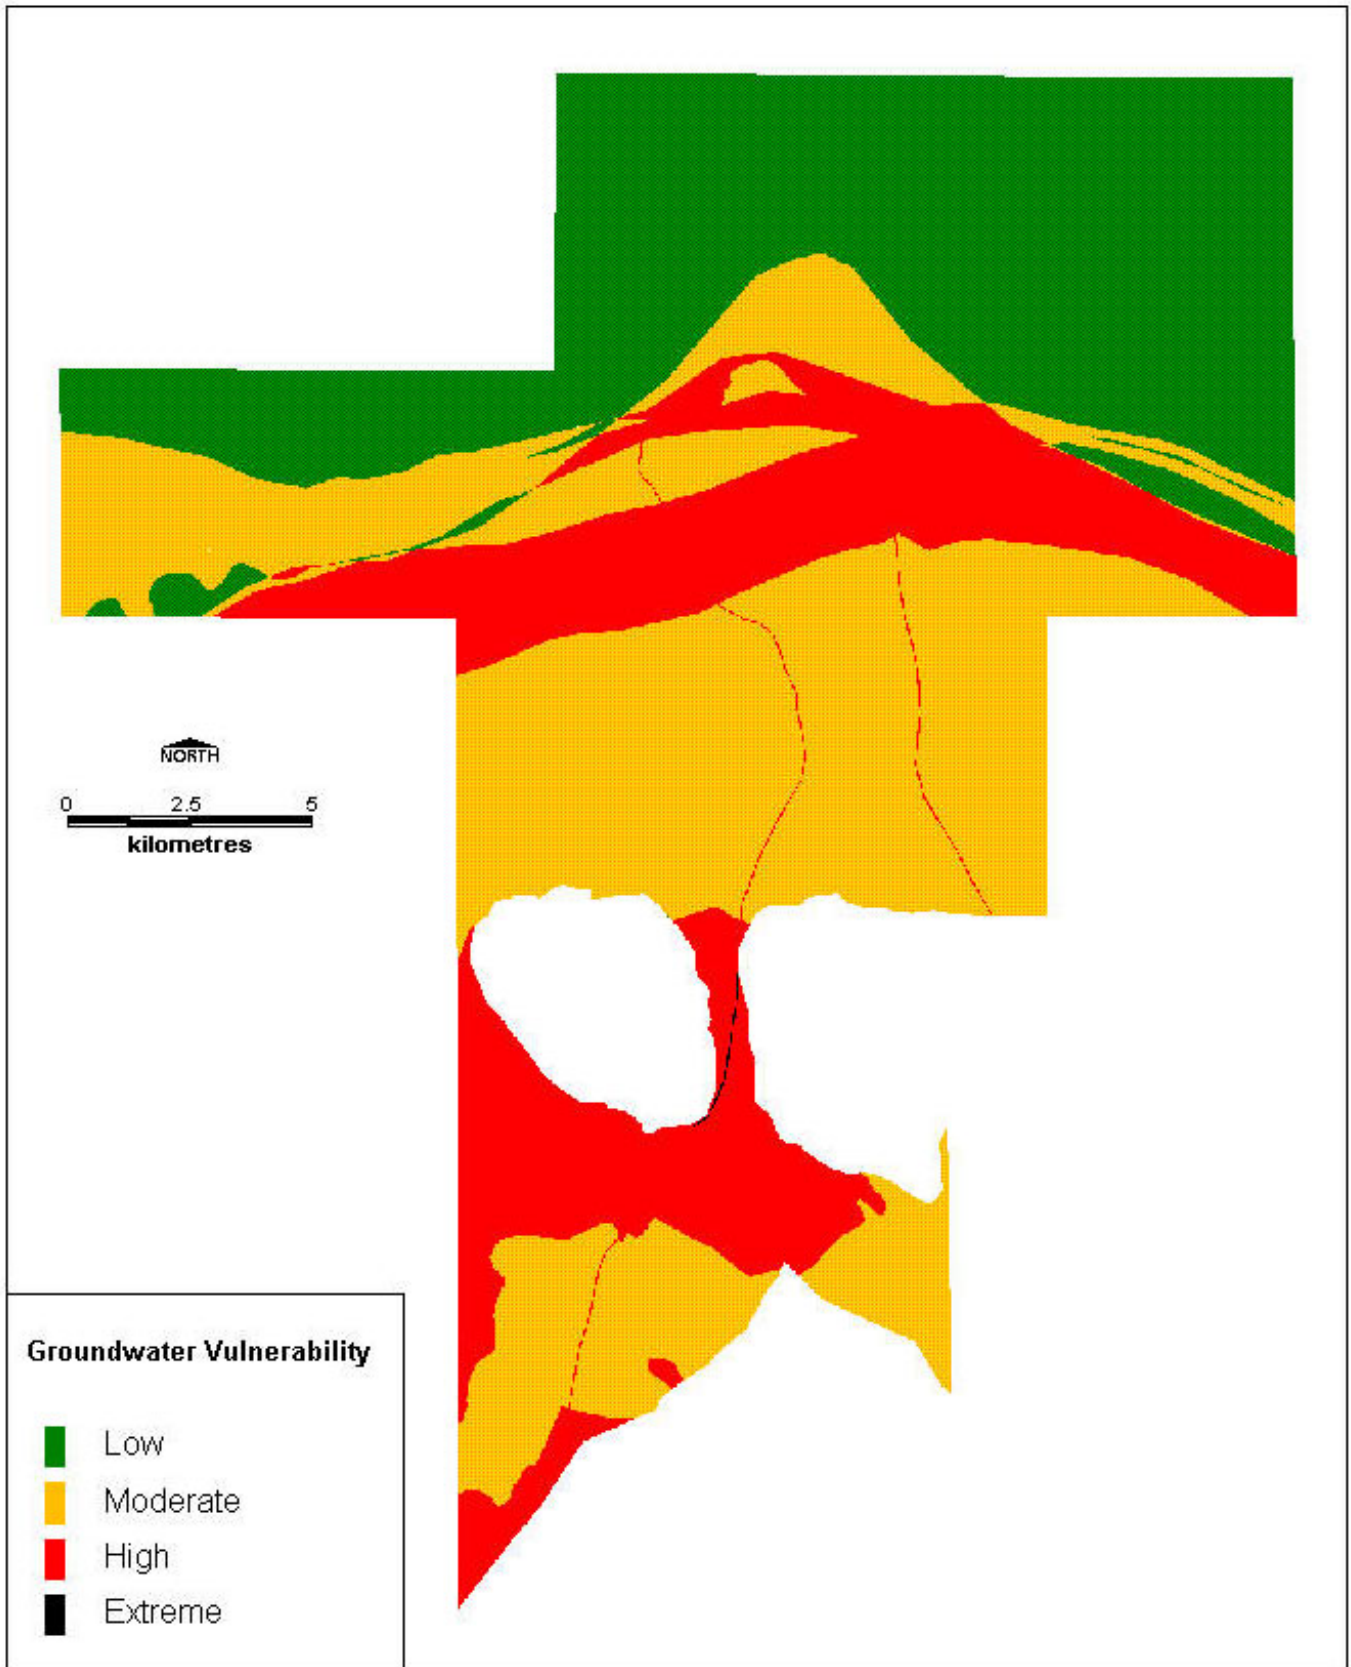 NORTH
0 2.5 5
kilometres
Groundwater Vulnerability
Low
Moderate
High
Extreme